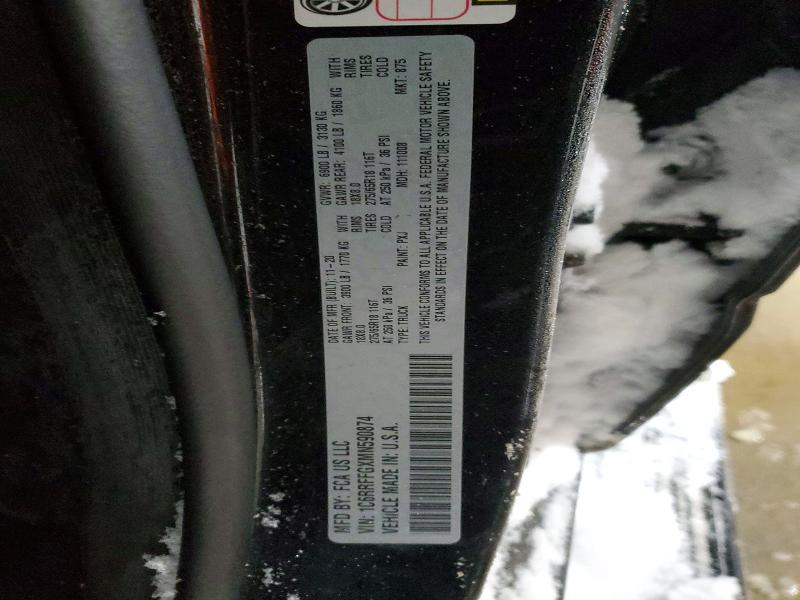 MFD BY: FCA US LLC
DATE OF MFR (BUILT): 11-20
GVWR: 6900 LB / 3130 KG
GAWR FRONT: 3900 LB / 1770 KG WITH
GAWR REAR: 4100 LB / 1860 KG WITH
18X8.0 RIMS
18X8.0 RIMS
275/65R18 116T TIRES
275/65R18 116T TIRES
AT 250 kPa / 36 PSI COLD
AT 250 kPa / 36 PSI COLD
VIN: 1C6RRFFGXMN590874
TYPE: TRUCK PAINT: PXJ MDH: 111008 MKT: 875
VEHICLE MADE IN: U.S.A.
THIS VEHICLE CONFORMS TO ALL APPLICABLE U.S.A. FEDERAL MOTOR VEHICLE SAFETY
STANDARDS IN EFFECT ON THE DATE OF MANUFACTURE SHOWN ABOVE.